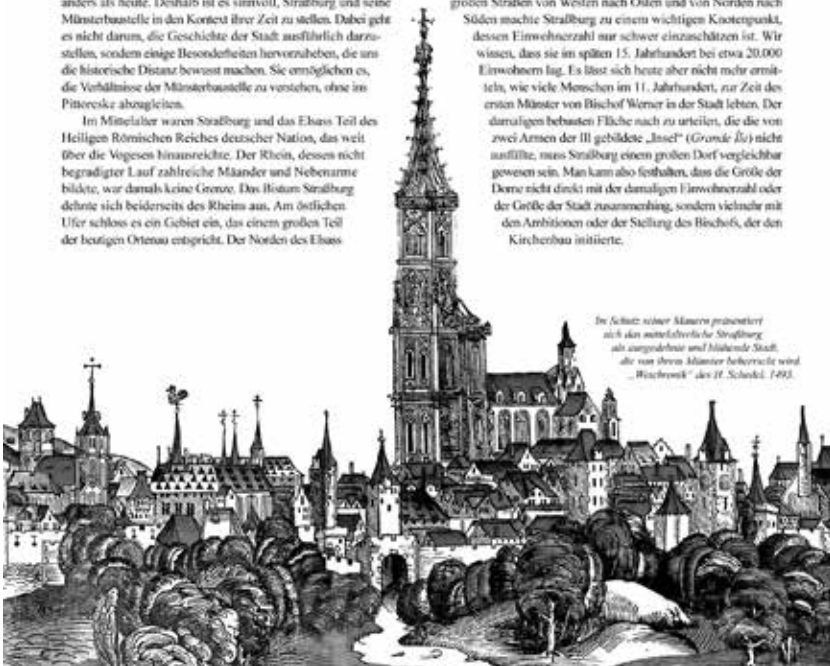 anders als heute. Deshalb ist es sinnvoll, Straßburg und seine
Münsterbaustelle in den Kontext ihrer Zeit zu stellen. Dabei geht
es nicht darum, die Geschichte der Stadt ausführlich darzu-
stellen, sondern einige Besonderheiten hervorzuheben, die uns
die historische Distanz bewusst machen. Sie ermöglichen es,
die Verhältnisse der Münsterbaustelle zu verstehen, ohne ins
Pittoreske abzugleiten.
Im Mittelalter waren Straßburg und das Elsass Teil des
Heiligen Römischen Reiches deutscher Nation, das weit
über die Vogesen hinausreichte. Der Rhein, dessen nicht
begradigter Lauf zahlreiche Mäander und Nebenarme
bildete, war damals keine Grenze. Das Bistum Straßburg
dehnte sich beiderseits des Rheins aus. Am östlichen
Ufer schloss es ein Gebiet ein, das einem großen Teil
der heutigen Ortenau entspricht. Der Norden des Elsass
großen Straßen von Westen nach Osten und von Norden nach
Süden machte Straßburg zu einem wichtigen Knotenpunkt,
dessen Einwohnerzahl nur schwer einzuschätzen ist. Wir
wissen, dass sie im späten 15. Jahrhundert bei etwa 20.000
Einwohnern lag. Es lässt sich heute aber nicht mehr ermit-
teln, wie viele Menschen im 11. Jahrhundert, zur Zeit des
ersten Münster von Bischof Werner in der Stadt lebten. Der
damaligen bebauten Fläche nach zu urteilen, die die von
zwei Armen der Ill gebildete „Insel“ (Grande Île) nicht
ausfüllte, muss Straßburg einem großen Dorf vergleichbar
gewesen sein. Man kann also festhalten, dass die Größe der
Dome nicht direkt mit der damaligen Einwohnerzahl oder
der Größe der Stadt zusammenhing, sondern vielmehr mit
den Ambitionen oder der Stellung des Bischofs, der den
Kirchenbau initiierte.
Im Schutz seiner Mauern präsentiert
sich das mittelalterliche Straßburg
als ausgedehnte und blühende Stadt,
die von ihrem Münster beherrscht wird.
„Weschronik“ des H. Schedel, 1493.